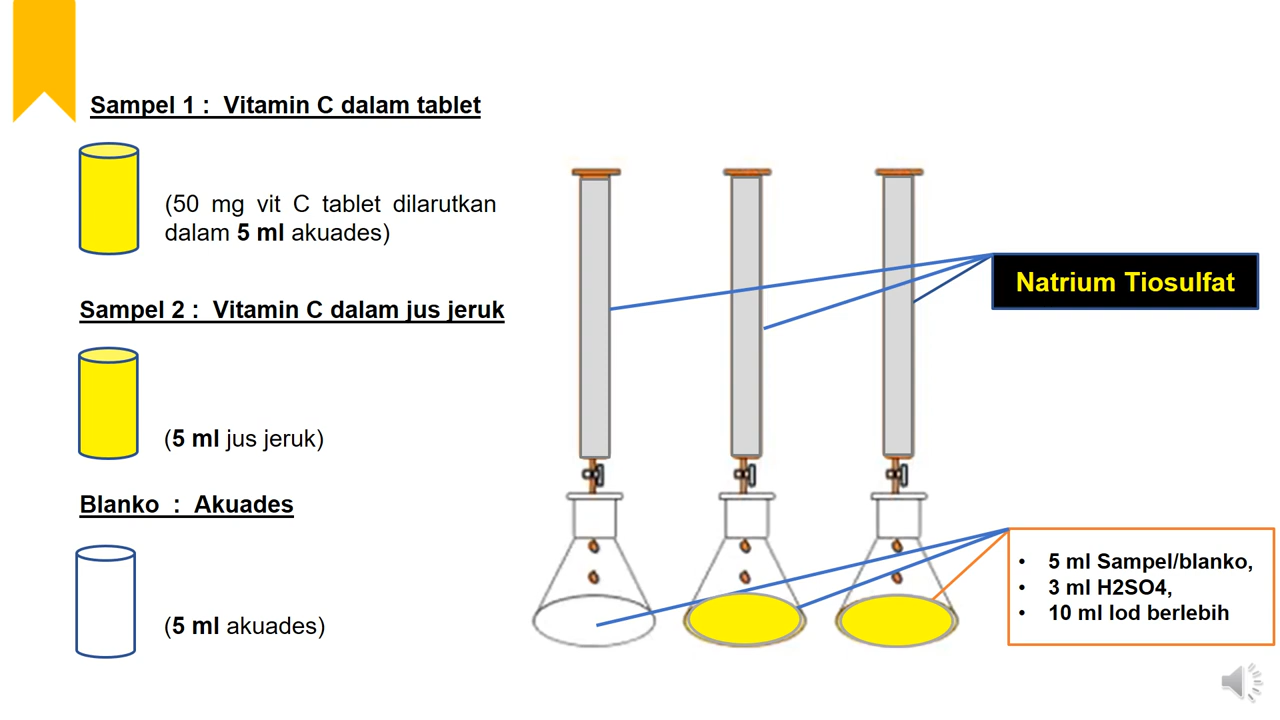 Sampel 1 : Vitamin C dalam tablet
(50 mg vit C tablet dilarutkan
dalam 5 ml akuades)
Sampel 2 : Vitamin C dalam jus jeruk
(5 ml jus jeruk)
Blanko : Akuades
(5 ml akuades)
Natrium Tiosulfat
• 5 ml Sampel/blanko,
• 3 ml H2SO4,
• 10 ml Iod berlebih